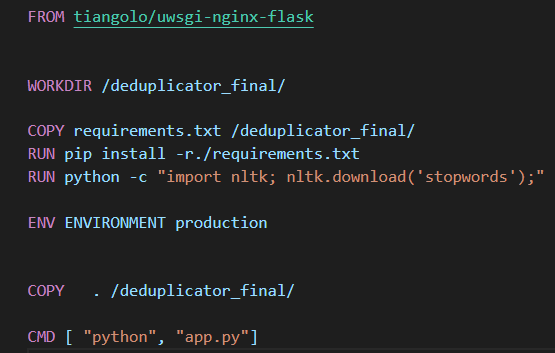 FROM tiangolo/uwsgi-nginx-flask
WORKDIR /deduplicator_final/
COPY requirements.txt /deduplicator_final/
RUN pip install -r./requirements.txt
RUN python -c "import nltk; nltk.download('stopwords');"
ENV ENVIRONMENT production
COPY   . /deduplicator_final/
CMD [ "python", "app.py"]